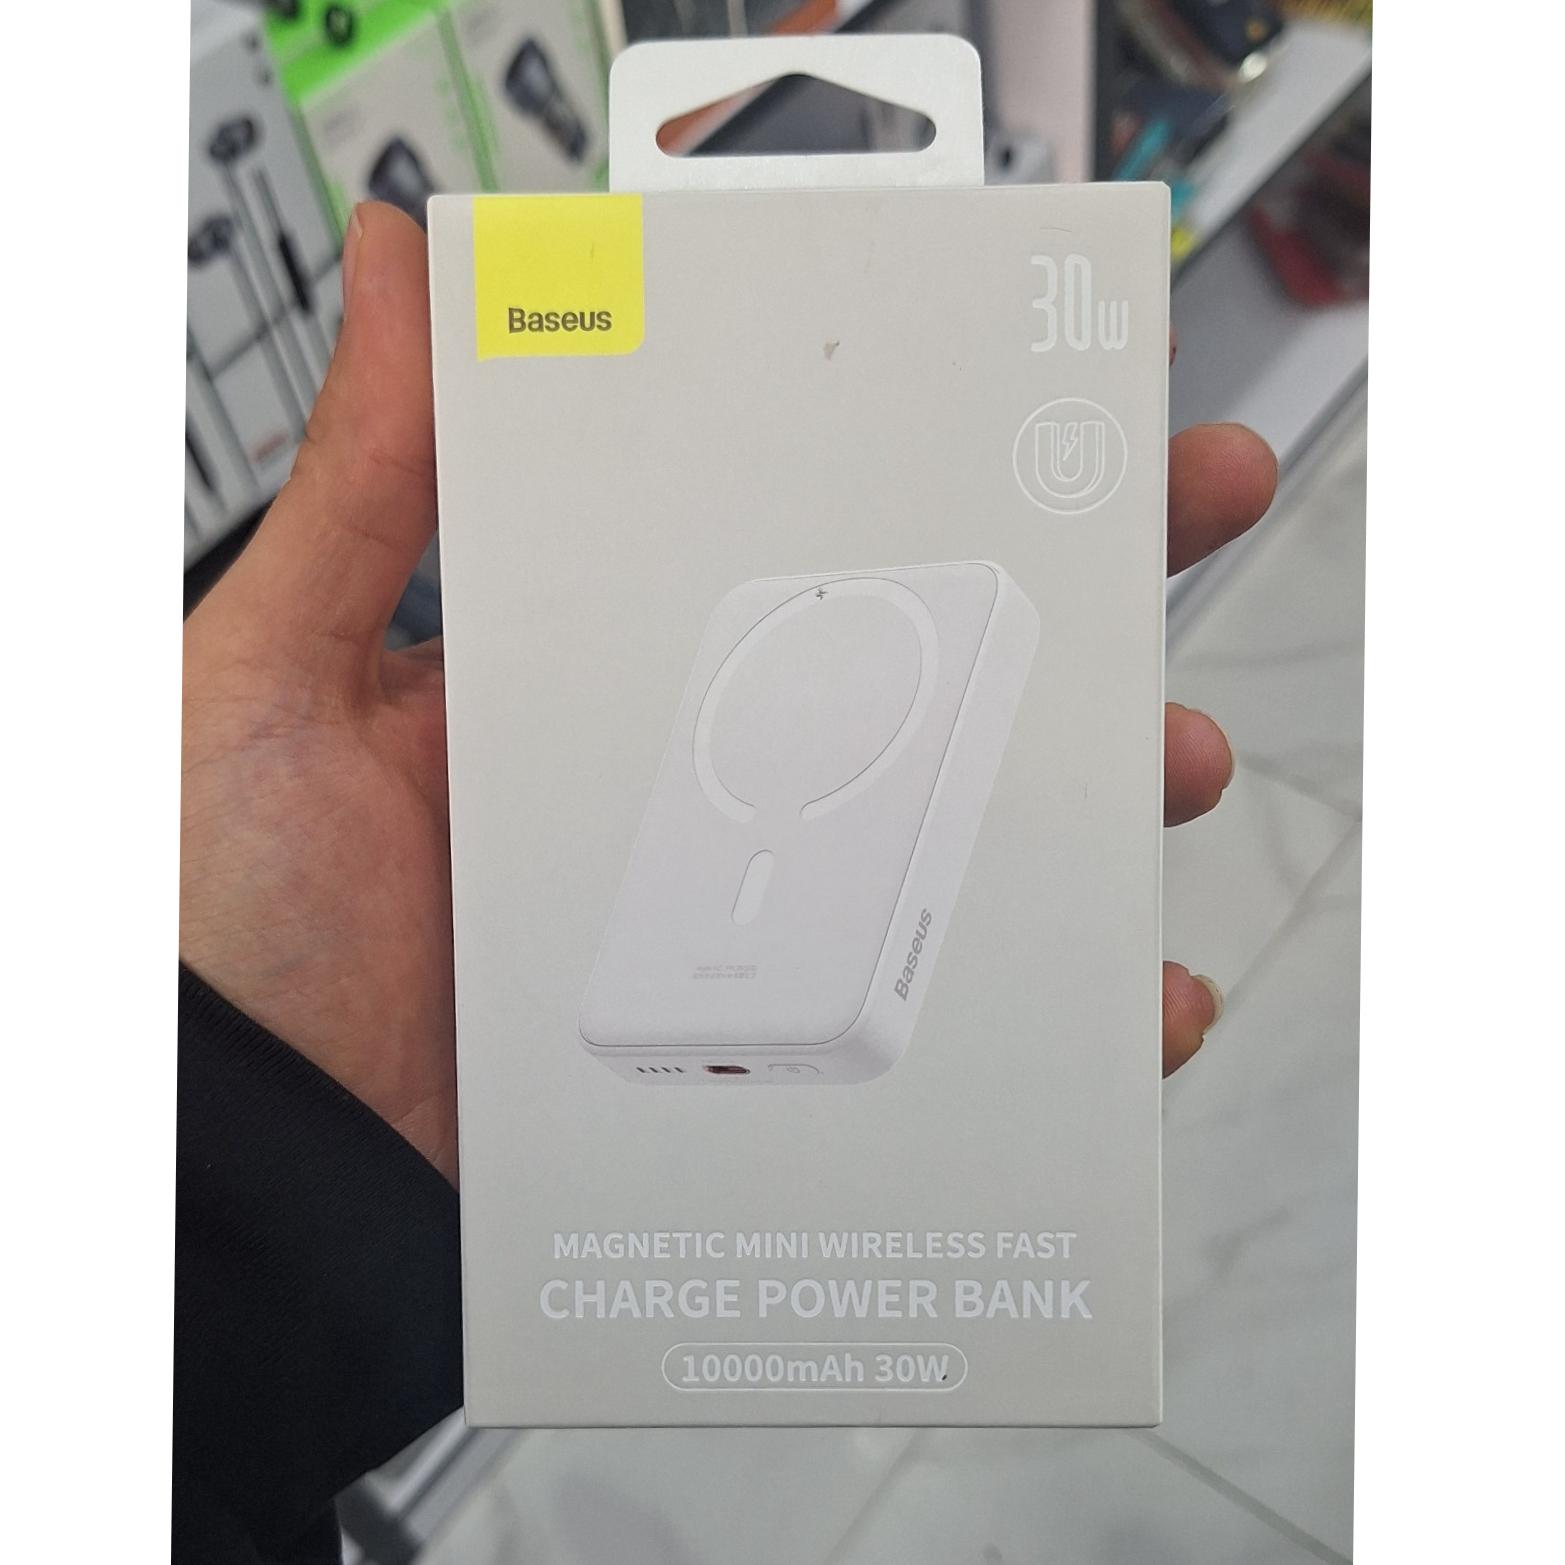 Baseus
30w
Baseus
MAGNETIC MINI WIRELESS FAST
CHARGE POWER BANK
10000mAh 30W